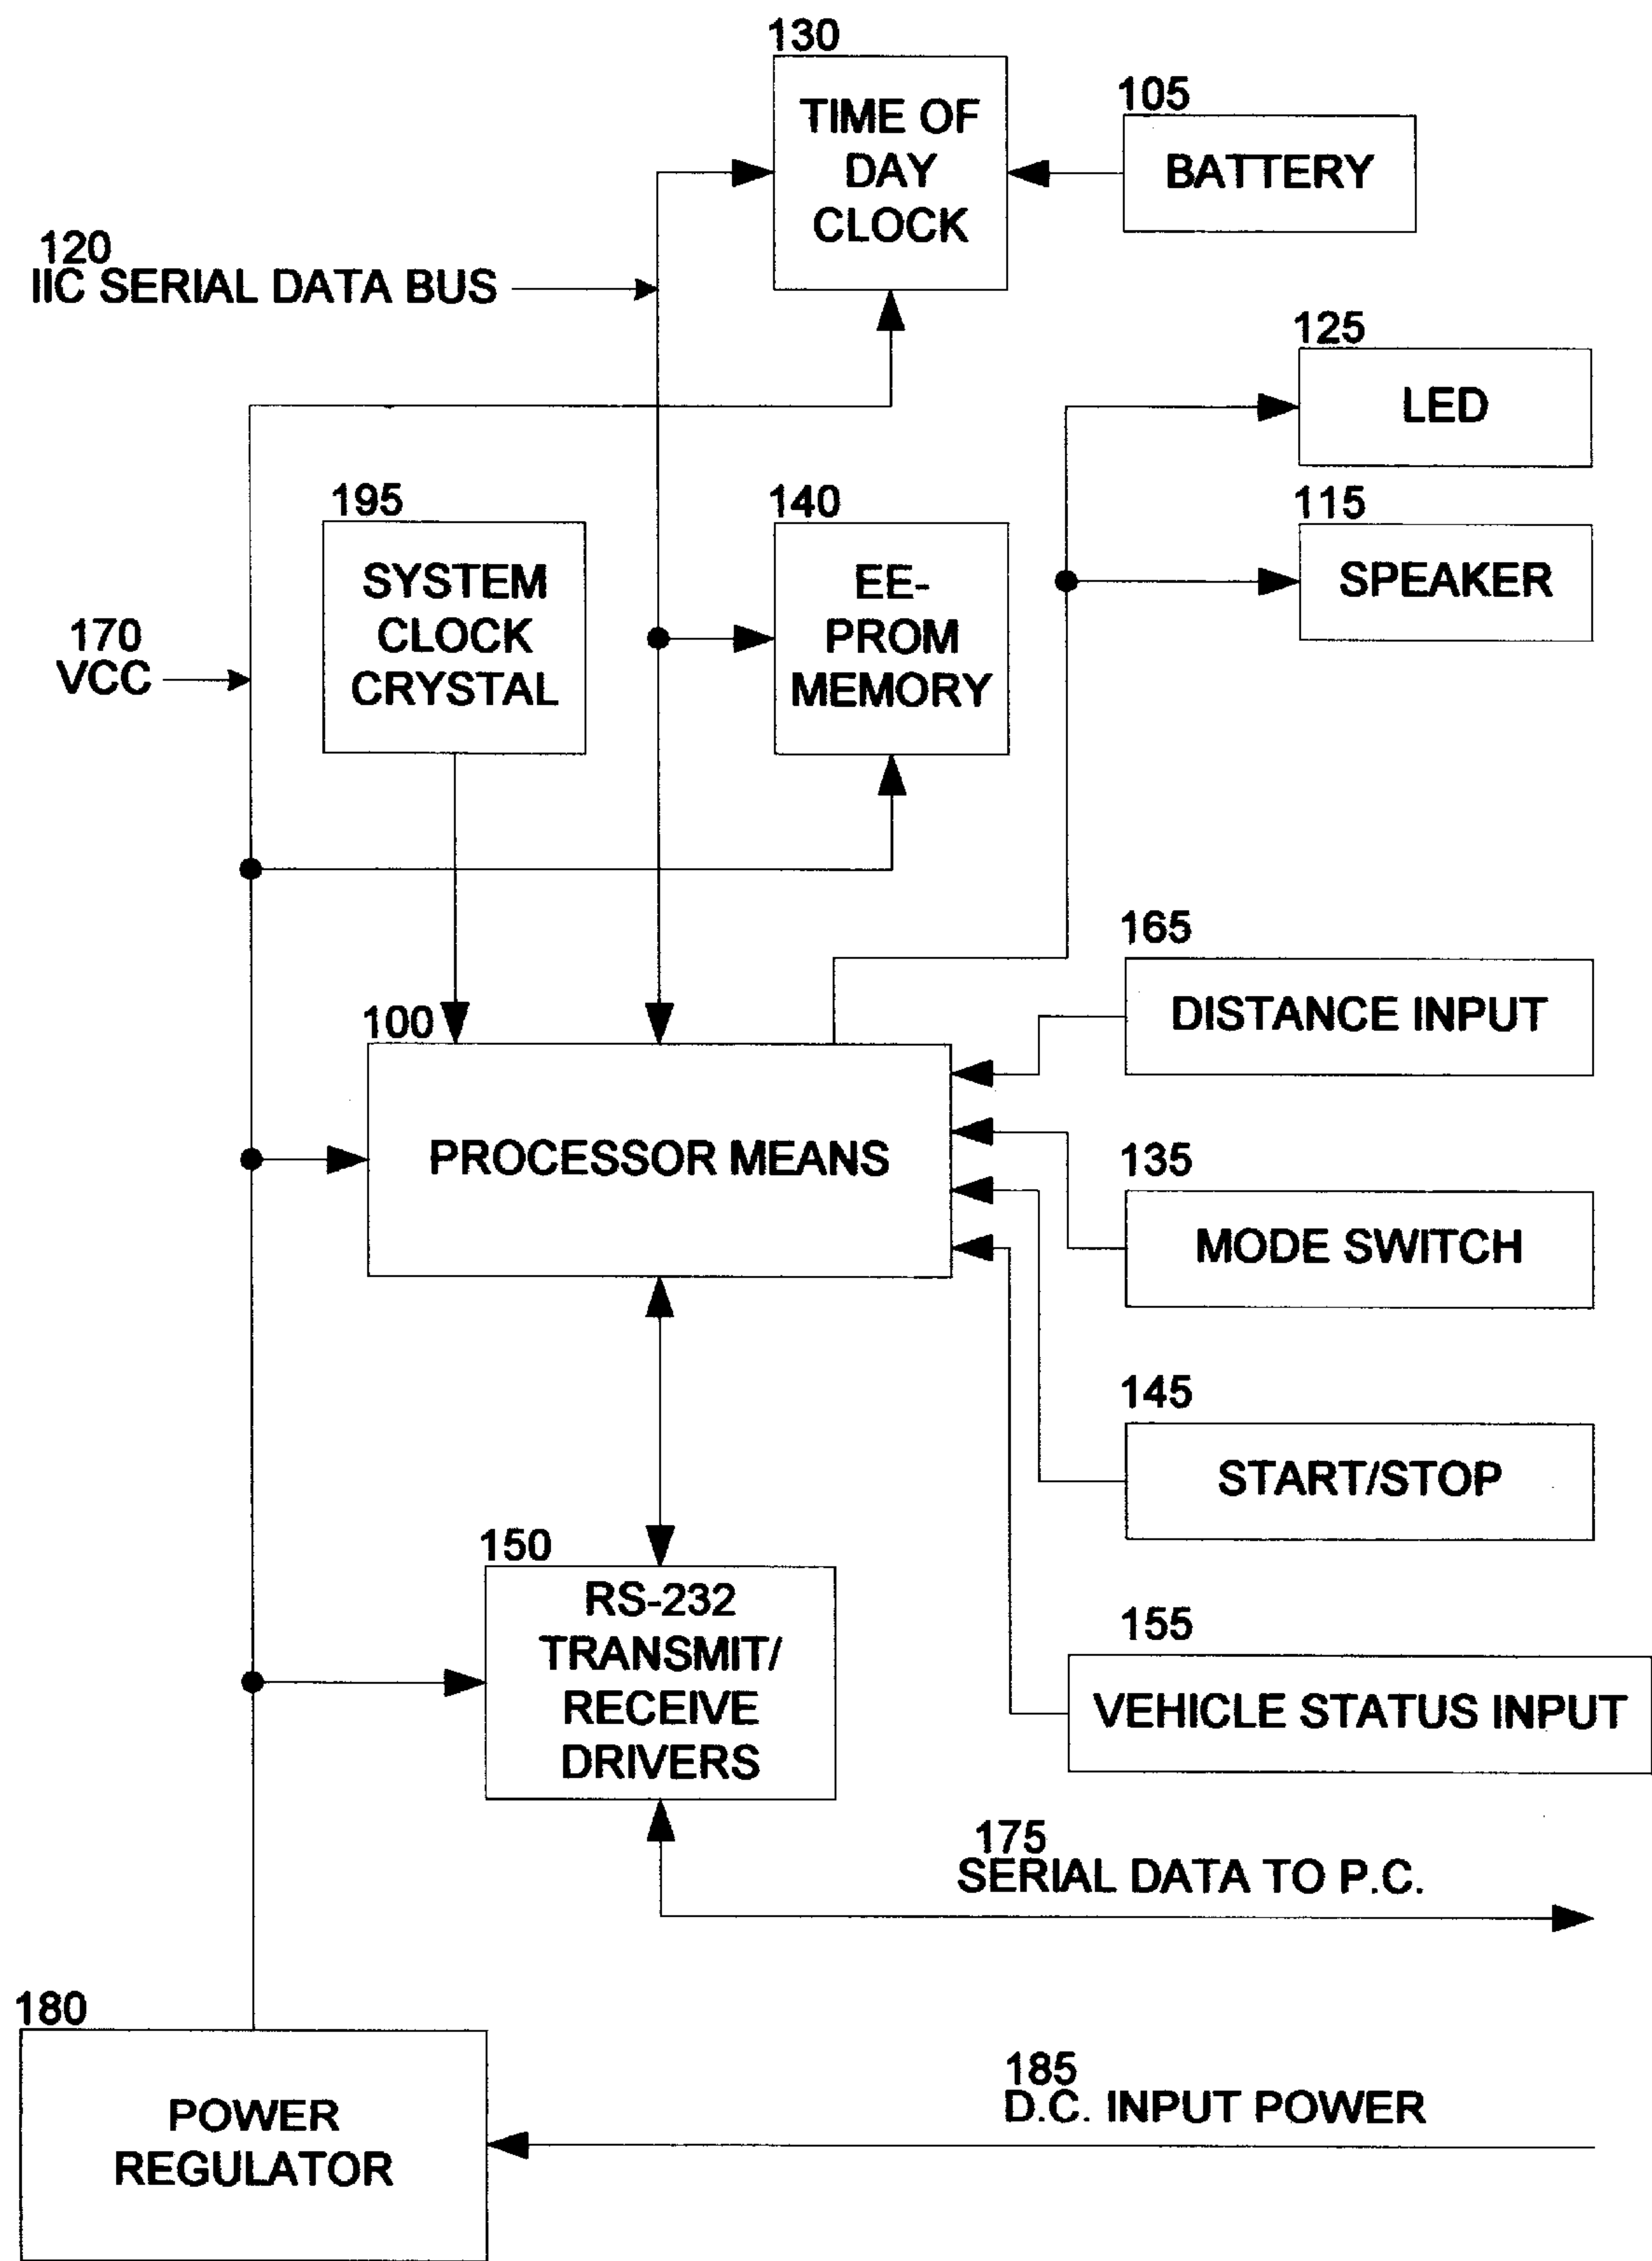 130
TIME OF
DAY
CLOCK
105
BATTERY
120
IIC SERIAL DATA BUS
125
LED
115
SPEAKER
195
SYSTEM
CLOCK
CRYSTAL
140
EE-
PROM
MEMORY
170
VCC
165
DISTANCE INPUT
100
PROCESSOR MEANS
135
MODE SWITCH
145
START/STOP
150
RS-232
TRANSMIT/
RECEIVE
DRIVERS
155
VEHICLE STATUS INPUT
175
SERIAL DATA TO P.C.
180
POWER
REGULATOR
185
D.C. INPUT POWER